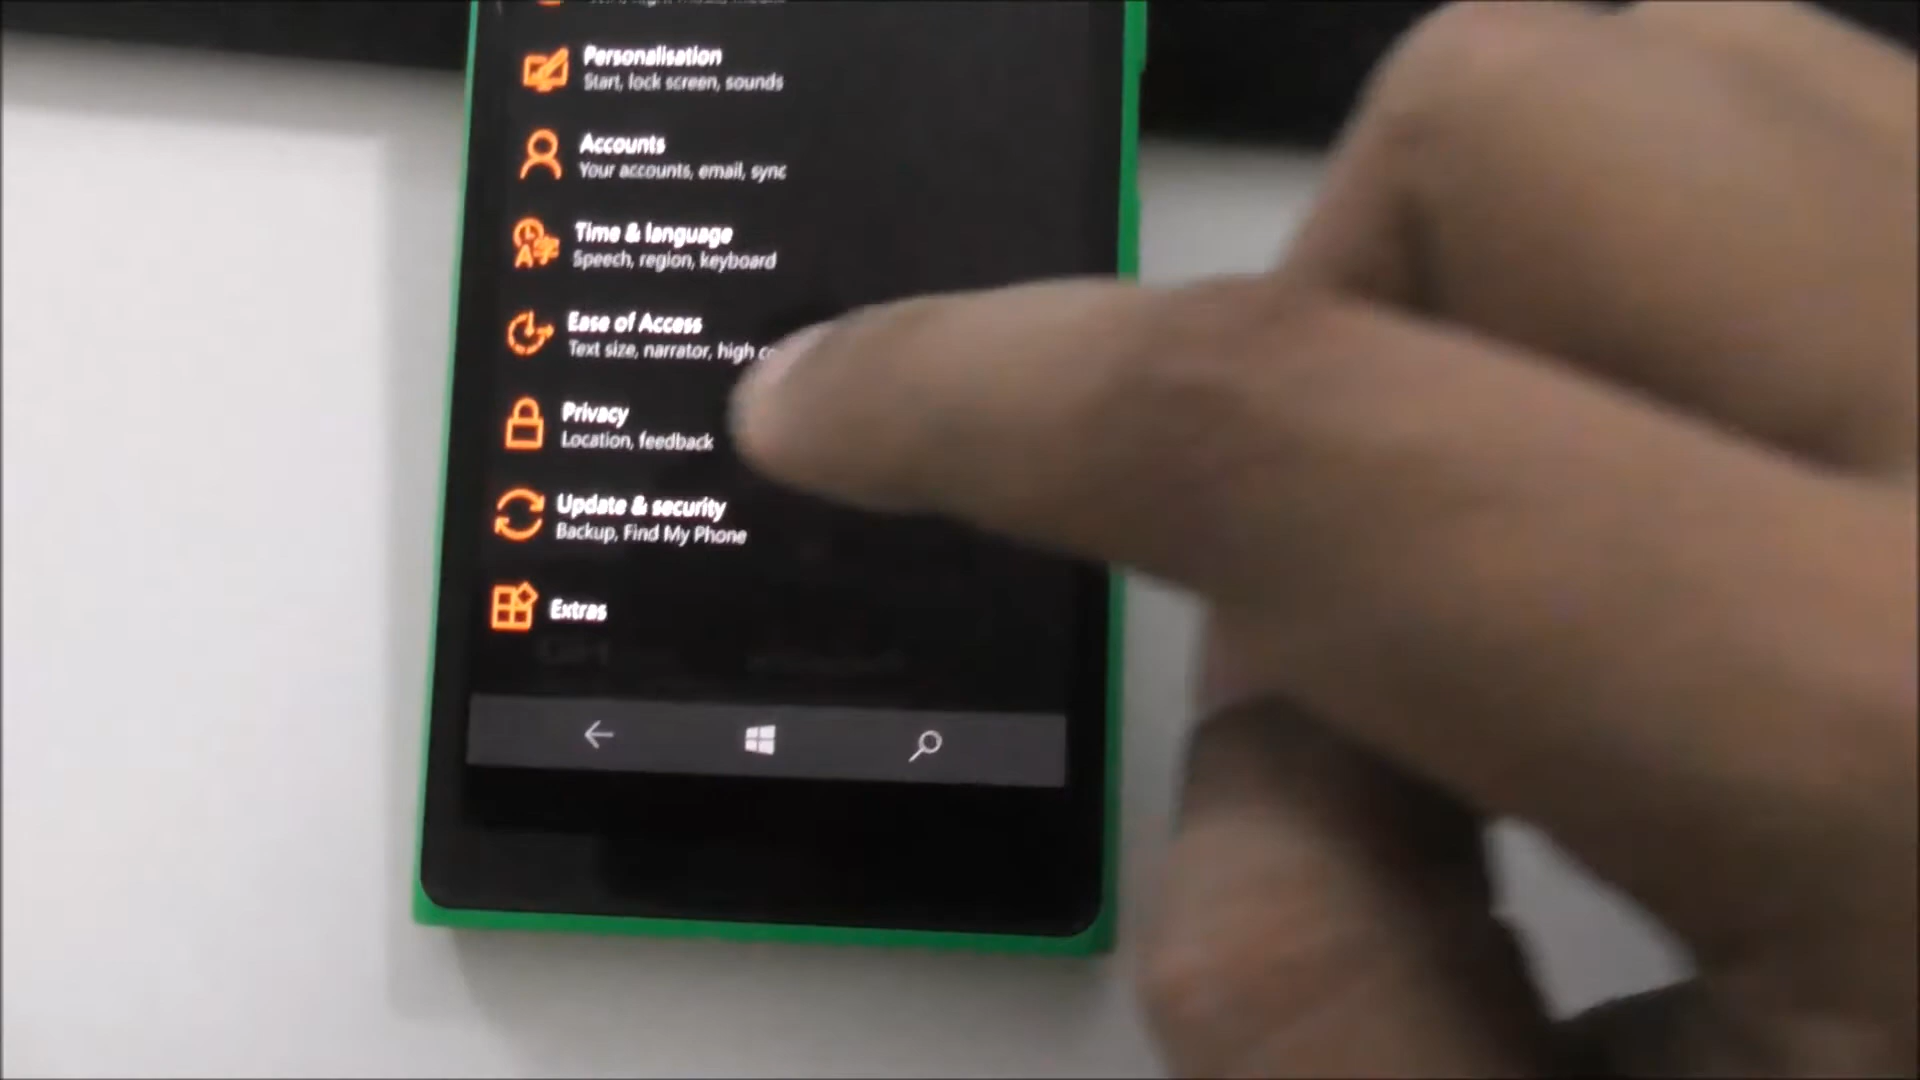 Personalisation
Start, lock screen, sounds
Accounts
Your accounts, email, sync
Time & language
Speech, region, keyboard
Ease of Access
Text size, narrator, high
Privacy
Location, feedback
Update & security
Backup, Find My Phone
Extras